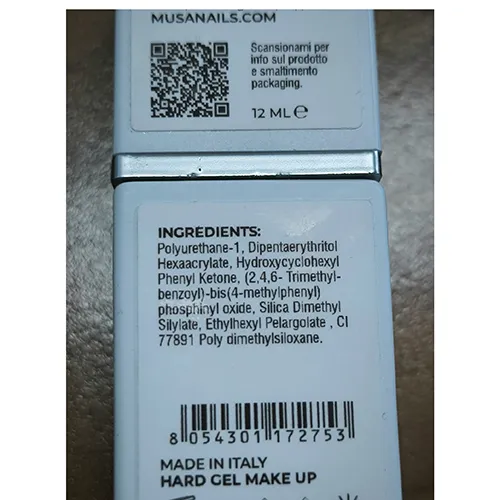 MUSANAILS.COM
Scansionami per
info sul prodotto
e smaltimento
packaging.
12 ML ℮
INGREDIENTS:
Polyurethane-1, Dipentaerythritol
Hexaacrylate, Hydroxycyclohexyl
Phenyl Ketone, (2,4,6- Trimethyl-
benzoyl)-bis(4-methylphenyl)
phosphinyl oxide, Silica Dimethyl
Silylate, Ethylhexyl Pelargolate , CI
77891 Poly dimethylsiloxane.
8 054301 172753
MADE IN ITALY
HARD GEL MAKE UP